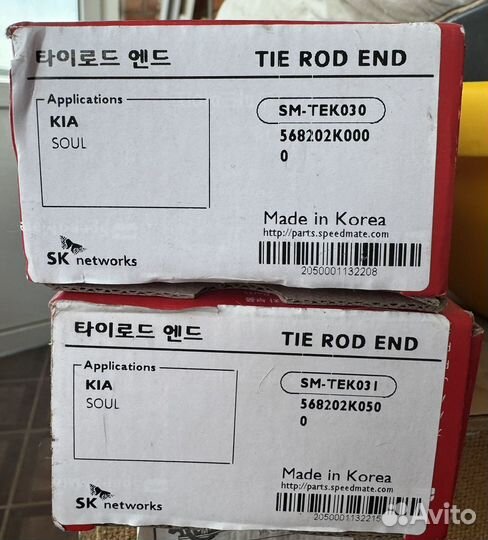 타이로드 엔드 TIE ROD END
Applications SM-TEK030
KIA 568202K000
SOUL 0
Made in Korea
http://parts.speedmate.com
SK networks
2050001132208
타이로드 엔드 TIE ROD END
Applications SM-TEK031
KIA 568202K050
SOUL 0
Made in Korea
http://parts.speedmate.com
SK networks
2050001132215
Avito